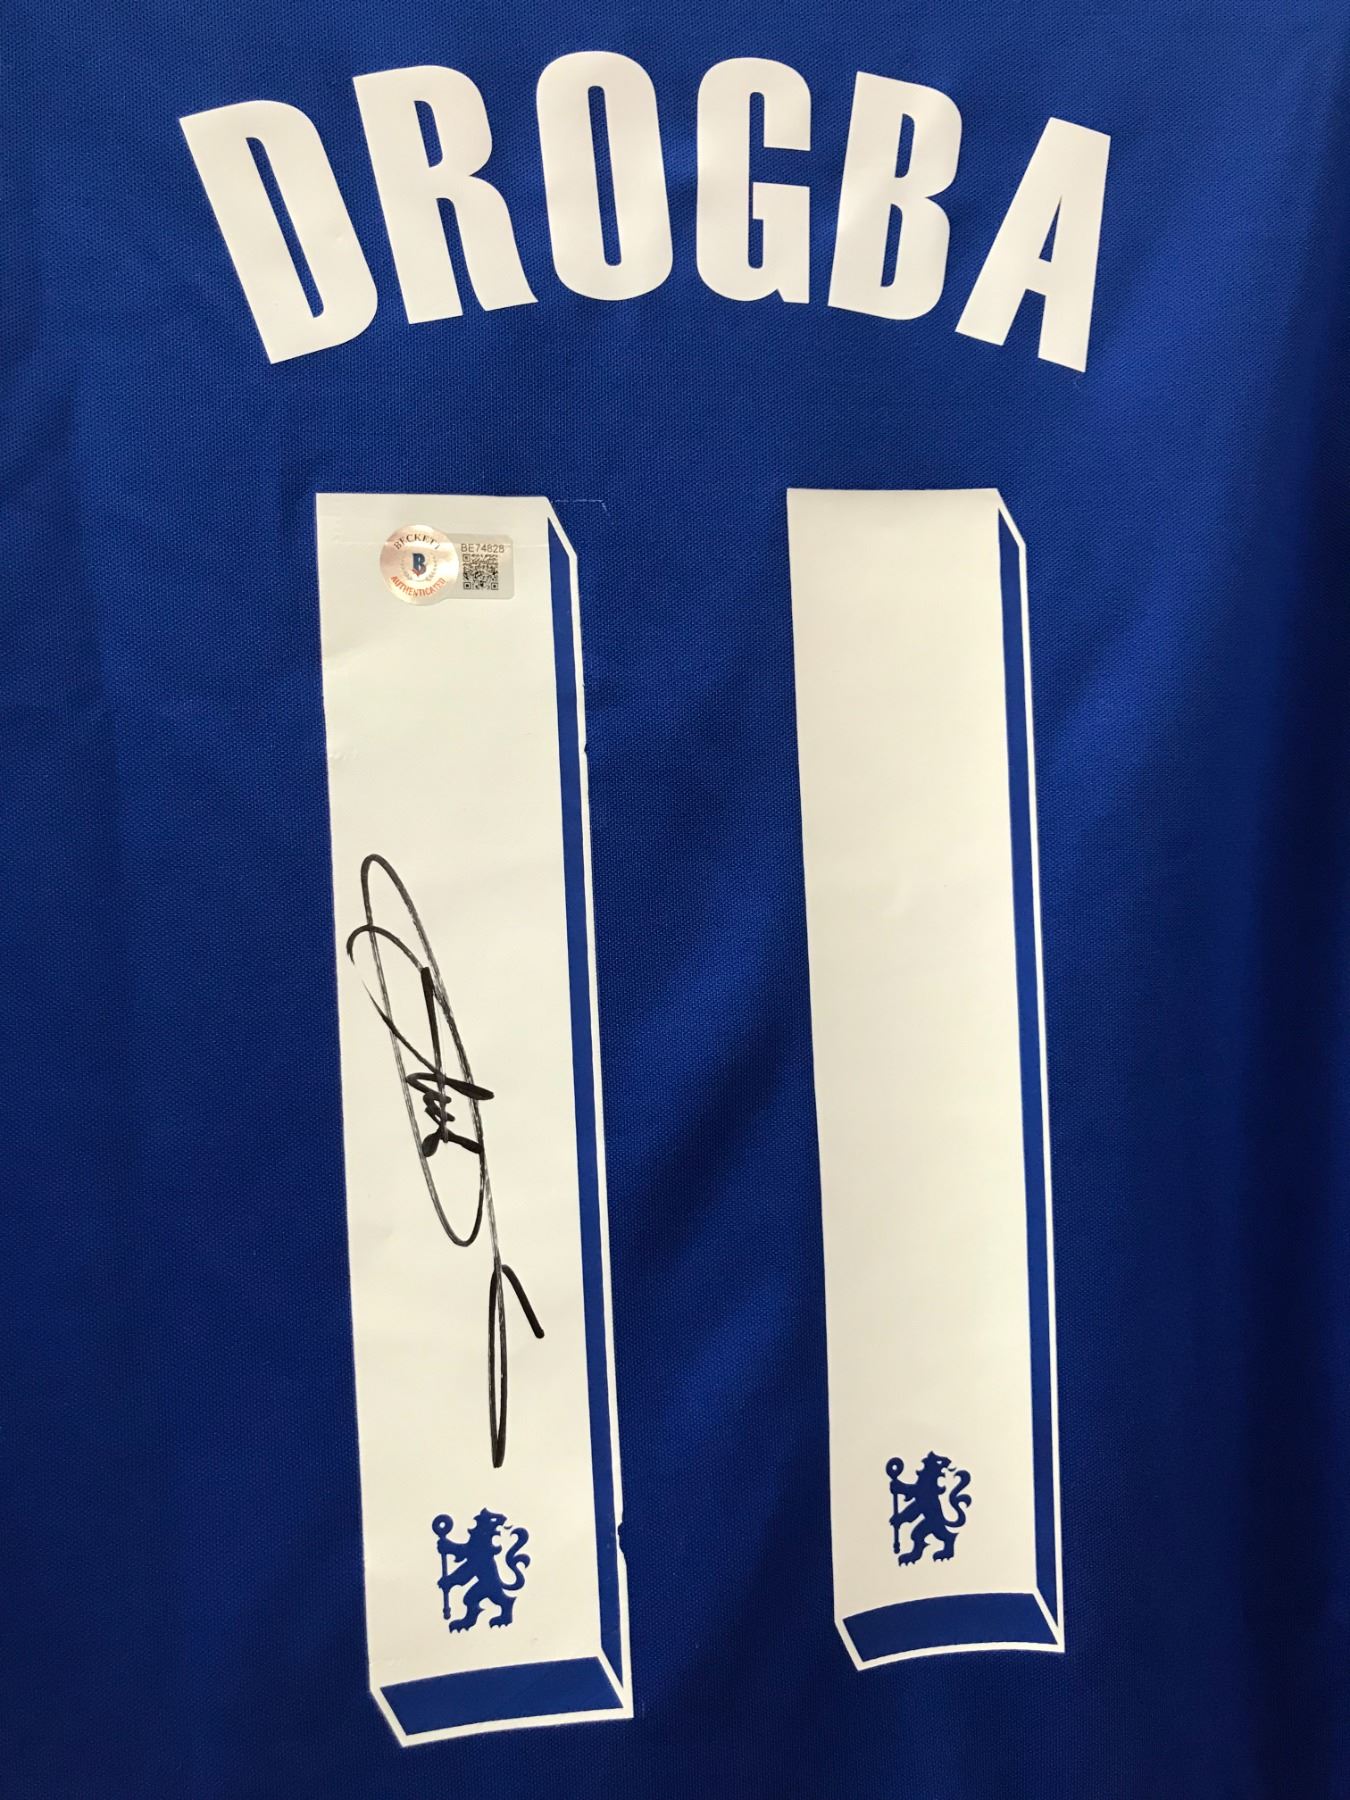 DROGBA
11
BECKETT
B
AUTHENTICATED
BE74828